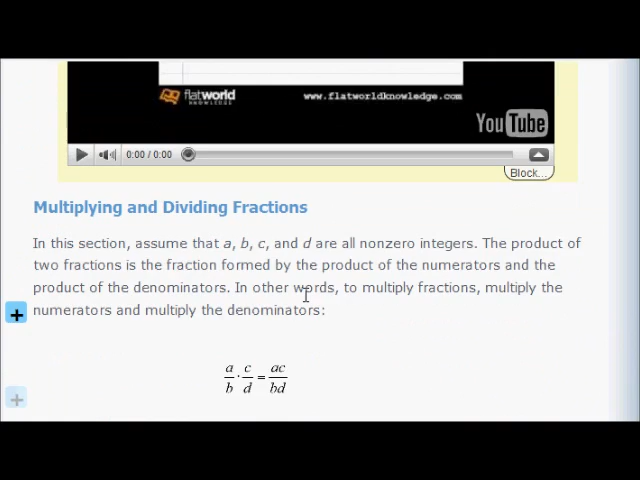 flatworld
KNOWLEDGE
www.flatworldknowledge.com
YouTube
0:00 / 0:00
Block...
Multiplying and Dividing Fractions
In this section, assume that a, b, c, and d are all nonzero integers. The product of
two fractions is the fraction formed by the product of the numerators and the
product of the denominators. In other words, to multiply fractions, multiply the
numerators and multiply the denominators:
a/b · c/d = ac/bd